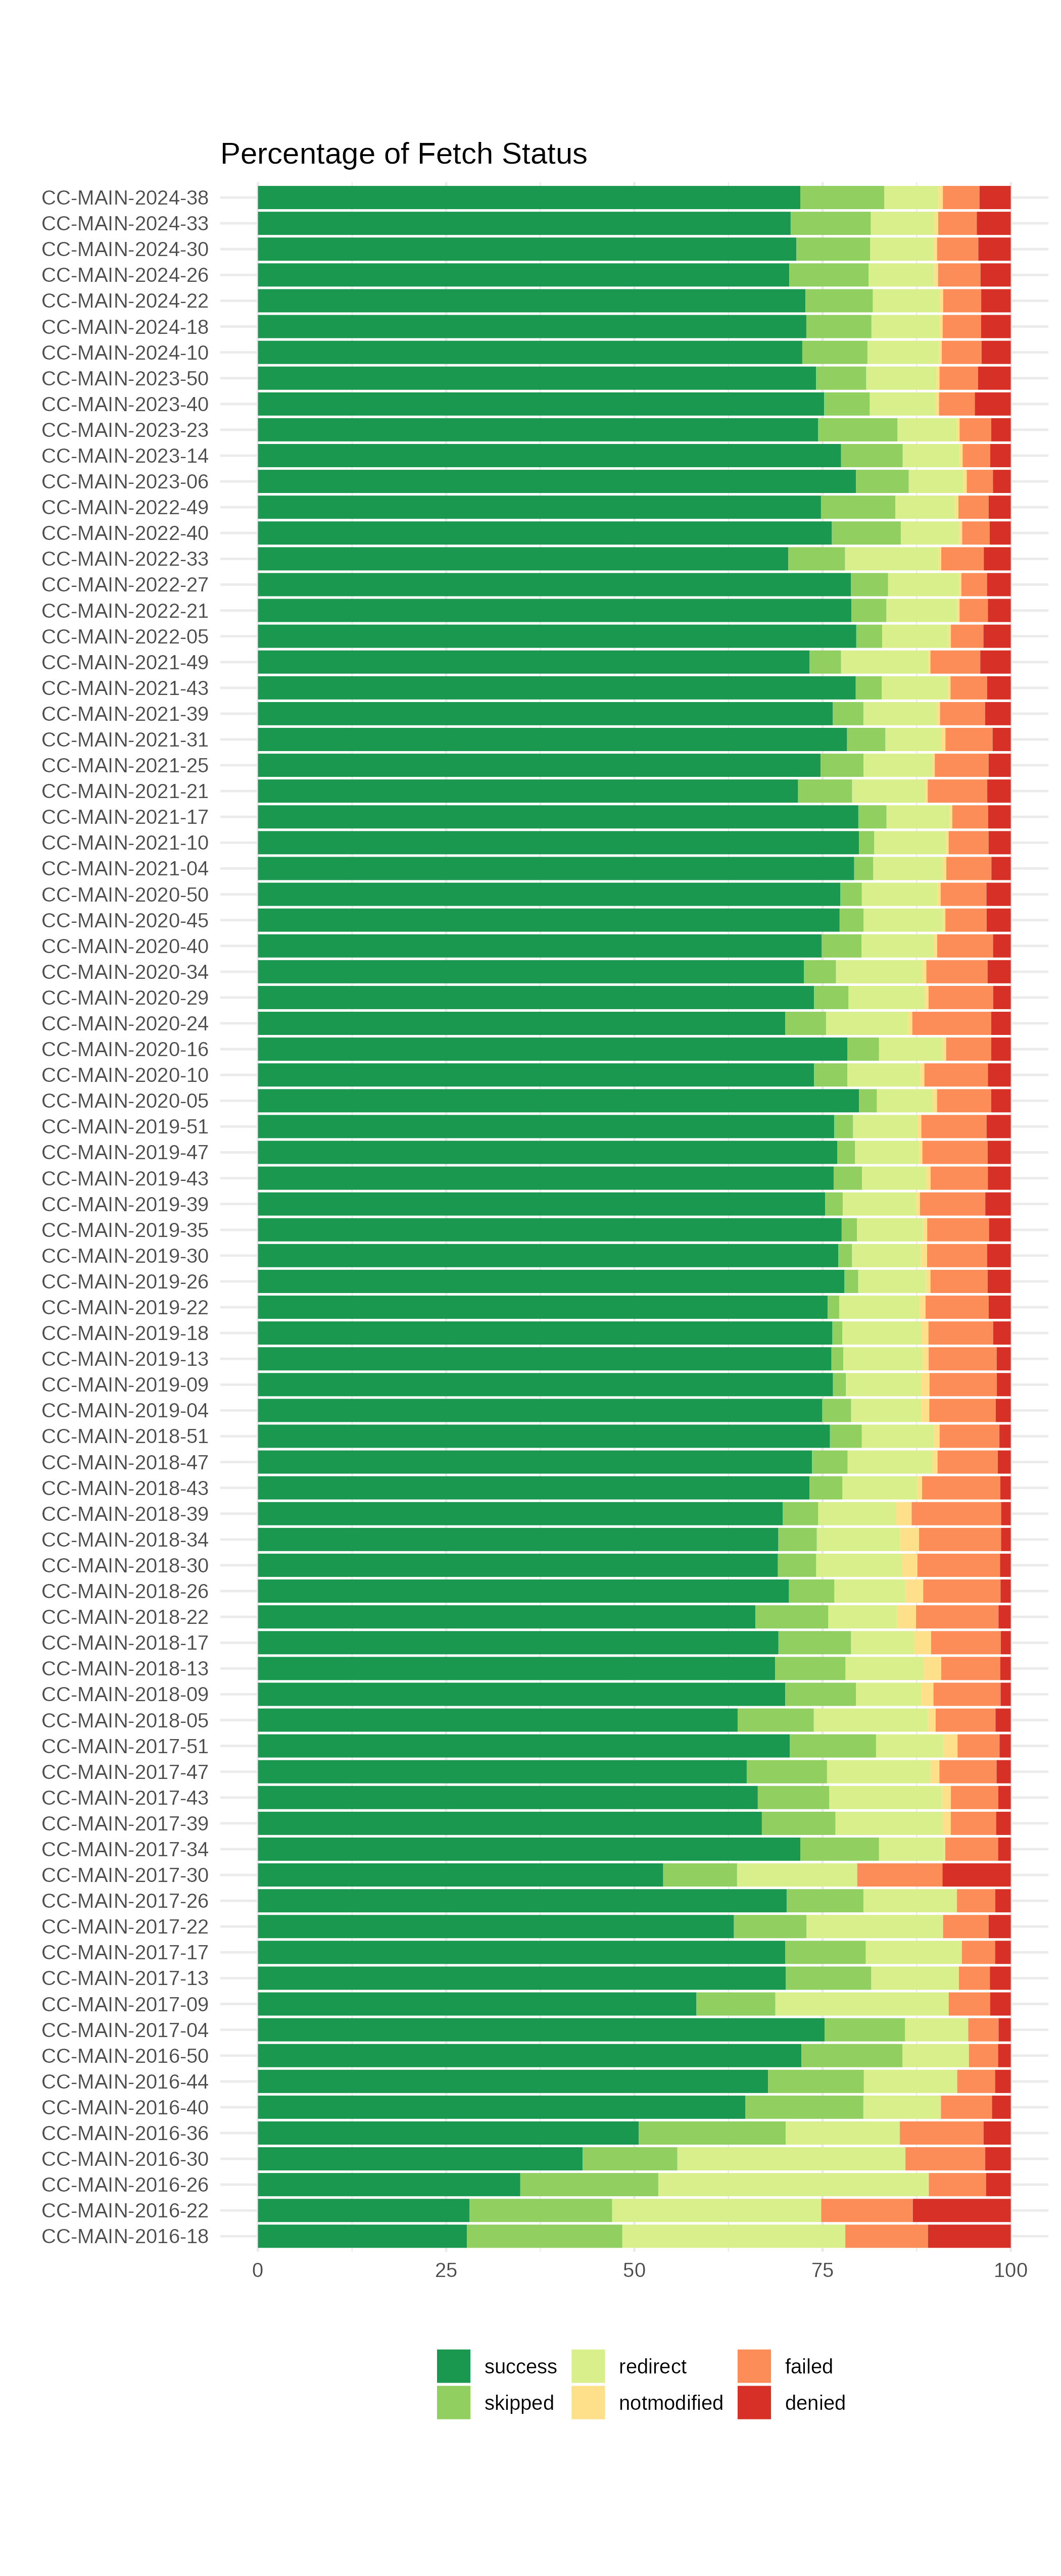 Percentage of Fetch Status
CC-MAIN-2024-38
CC-MAIN-2024-33
CC-MAIN-2024-30
CC-MAIN-2024-26
CC-MAIN-2024-22
CC-MAIN-2024-18
CC-MAIN-2024-10
CC-MAIN-2023-50
CC-MAIN-2023-40
CC-MAIN-2023-23
CC-MAIN-2023-14
CC-MAIN-2023-06
CC-MAIN-2022-49
CC-MAIN-2022-40
CC-MAIN-2022-33
CC-MAIN-2022-27
CC-MAIN-2022-21
CC-MAIN-2022-05
CC-MAIN-2021-49
CC-MAIN-2021-43
CC-MAIN-2021-39
CC-MAIN-2021-31
CC-MAIN-2021-25
CC-MAIN-2021-21
CC-MAIN-2021-17
CC-MAIN-2021-10
CC-MAIN-2021-04
CC-MAIN-2020-50
CC-MAIN-2020-45
CC-MAIN-2020-40
CC-MAIN-2020-34
CC-MAIN-2020-29
CC-MAIN-2020-24
CC-MAIN-2020-16
CC-MAIN-2020-10
CC-MAIN-2020-05
CC-MAIN-2019-51
CC-MAIN-2019-47
CC-MAIN-2019-43
CC-MAIN-2019-39
CC-MAIN-2019-35
CC-MAIN-2019-30
CC-MAIN-2019-26
CC-MAIN-2019-22
CC-MAIN-2019-18
CC-MAIN-2019-13
CC-MAIN-2019-09
CC-MAIN-2019-04
CC-MAIN-2018-51
CC-MAIN-2018-47
CC-MAIN-2018-43
CC-MAIN-2018-39
CC-MAIN-2018-34
CC-MAIN-2018-30
CC-MAIN-2018-26
CC-MAIN-2018-22
CC-MAIN-2018-17
CC-MAIN-2018-13
CC-MAIN-2018-09
CC-MAIN-2018-05
CC-MAIN-2017-51
CC-MAIN-2017-47
CC-MAIN-2017-43
CC-MAIN-2017-39
CC-MAIN-2017-34
CC-MAIN-2017-30
CC-MAIN-2017-26
CC-MAIN-2017-22
CC-MAIN-2017-17
CC-MAIN-2017-13
CC-MAIN-2017-09
CC-MAIN-2017-04
CC-MAIN-2016-50
CC-MAIN-2016-44
CC-MAIN-2016-40
CC-MAIN-2016-36
CC-MAIN-2016-30
CC-MAIN-2016-26
CC-MAIN-2016-22
CC-MAIN-2016-18
0 25 50 75 100
success redirect failed
skipped notmodified denied